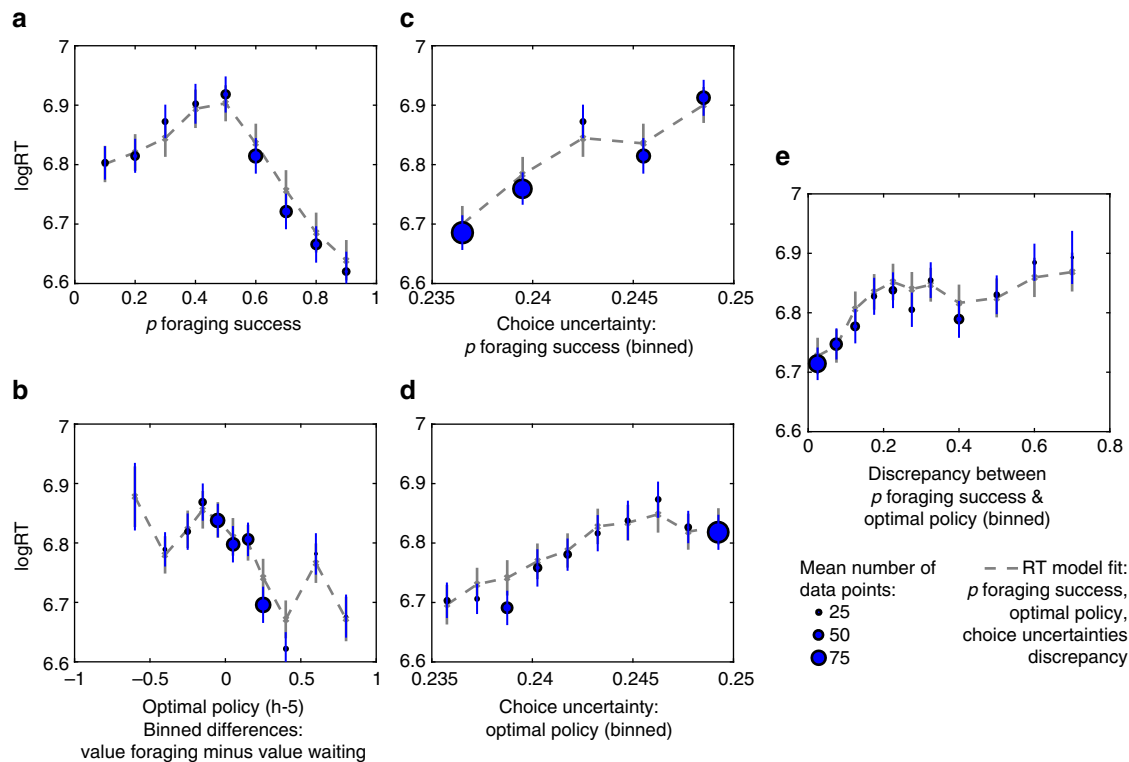 a
7
6.9
6.8
6.7
6.6
logRT
0
0.2
0.4
0.6
0.8
1
p foraging success
b
7
6.9
6.8
6.7
6.6
logRT
−1
−0.5
0
0.5
1
Optimal policy (h-5)
Binned differences:
value foraging minus value waiting
c
7
6.9
6.8
6.7
6.6
0.235
0.24
0.245
0.25
Choice uncertainty:
p foraging success (binned)
d
7
6.9
6.8
6.7
6.6
0.235
0.24
0.245
0.25
Choice uncertainty:
optimal policy (binned)
e
7
6.9
6.8
6.7
6.6
0
0.2
0.4
0.6
0.8
Discrepancy between
p foraging success &
optimal policy (binned)
Mean number of
data points:
25
50
75
RT model fit:
p foraging success,
optimal policy,
choice uncertainties
discrepancy